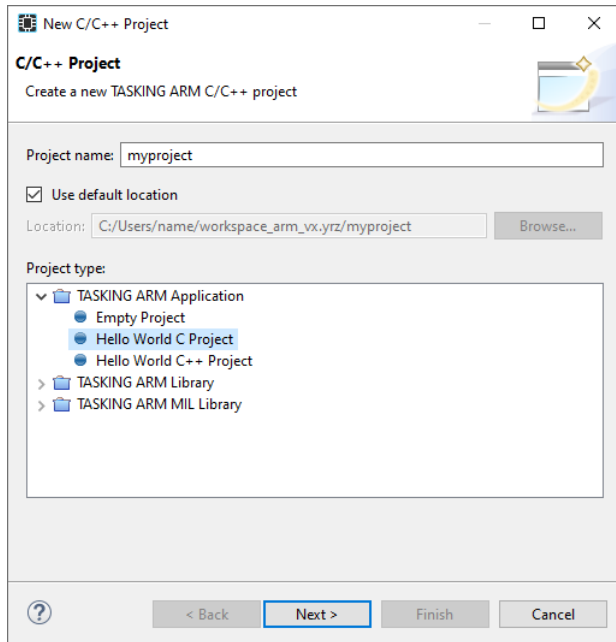 New C/C++ Project
C/C++ Project
Create a new TASKING ARM C/C++ project
Project name: myproject
Use default location
Location: C:/Users/name/workspace_arm_vx.yrz/myproject Browse...
Project type:
TASKING ARM Application
Empty Project
Hello World C Project
Hello World C++ Project
TASKING ARM Library
TASKING ARM MIL Library
? < Back Next > Finish Cancel